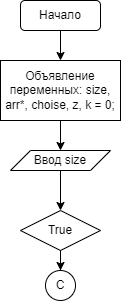 Начало
Объявление
переменных: size,
arr*, choise, z, k = 0;
Ввод size
True
C